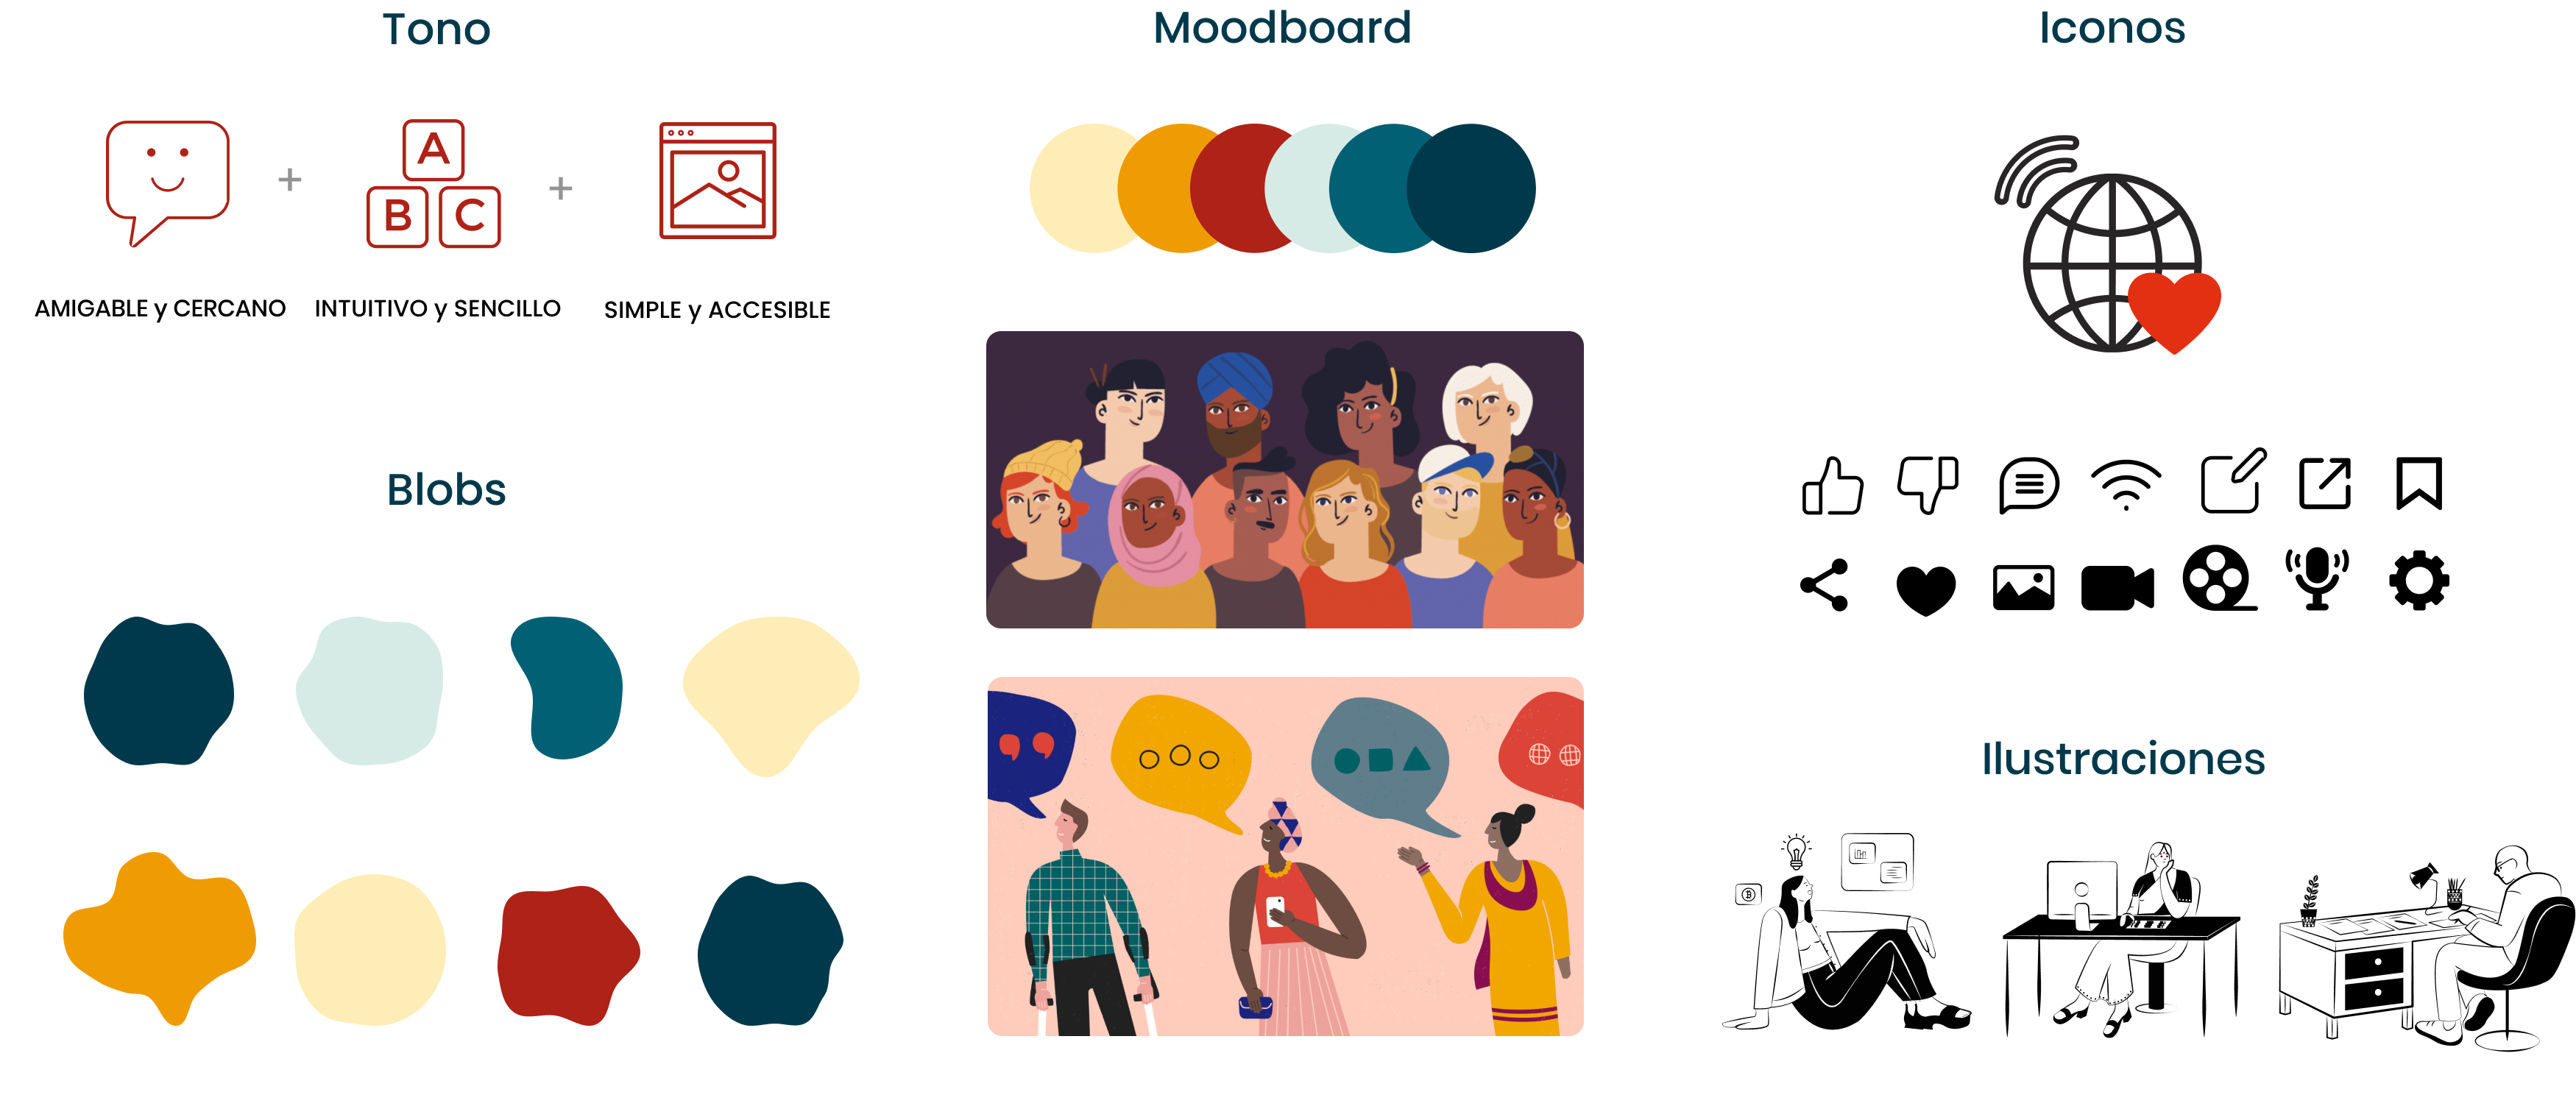 Tono
A
B C
AMIGABLE y CERCANO
INTUITIVO y SENCILLO
SIMPLE y ACCESIBLE
Blobs
Moodboard
Iconos
Ilustraciones